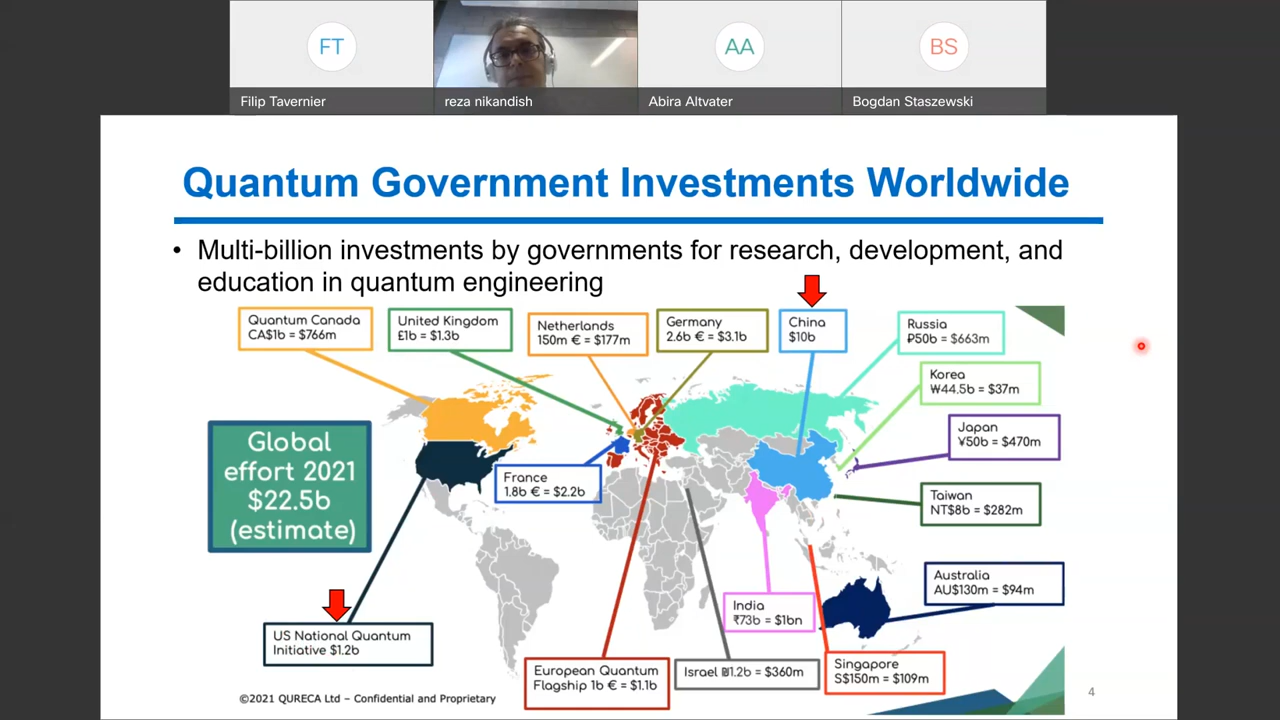 FT
AA
BS
Filip Tavernier
reza nikandish
Abira Altvater
Bogdan Staszewski
Quantum Government Investments Worldwide
• Multi-billion investments by governments for research, development, and
education in quantum engineering
Quantum Canada
CA$1b = $766m
United Kingdom
£1b = $1.3b
Netherlands
150m € = $177m
Germany
2.6b € = $3.1b
China
$10b
Russia
₽50b = $663m
Korea
₩44.5b = $37m
Japan
¥50b = $470m
Global
effort 2021
$22.5b
(estimate)
France
1.8b € = $2.2b
Taiwan
NT$8b = $282m
Australia
AU$130m = $94m
India
₹73b = $1bn
US National Quantum
Initiative $1.2b
European Quantum
Flagship 1b € = $1.1b
Israel ₪1.2b = $360m
Singapore
S$150m = $109m
©2021 QURECA Ltd – Confidential and Proprietary
4